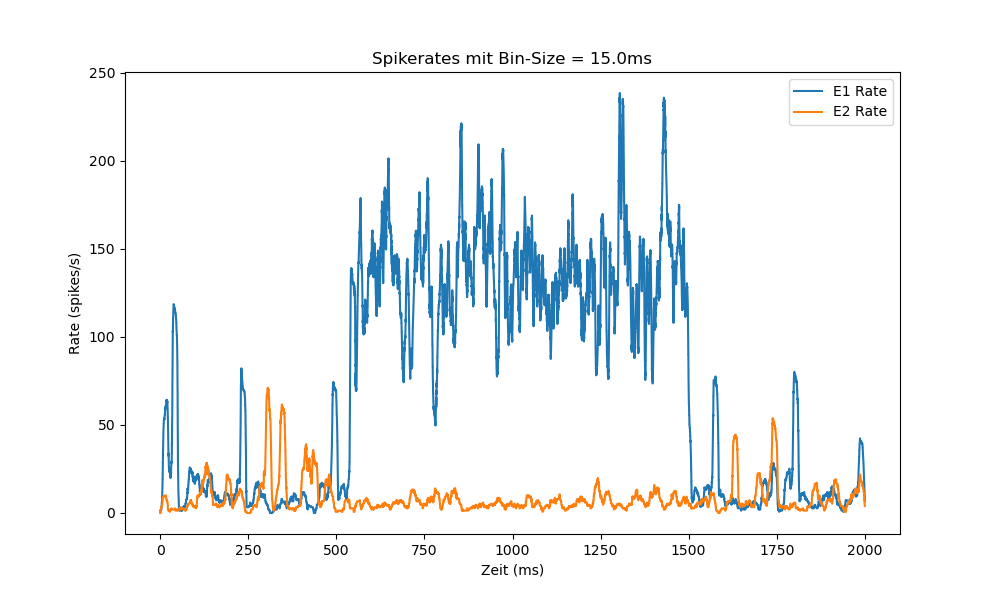 Spikerates mit Bin-Size = 15.0ms
E1 Rate
E2 Rate
250
200
150
100
50
0
Rate (spikes/s)
0 250 500 750 1000 1250 1500 1750 2000
Zeit (ms)